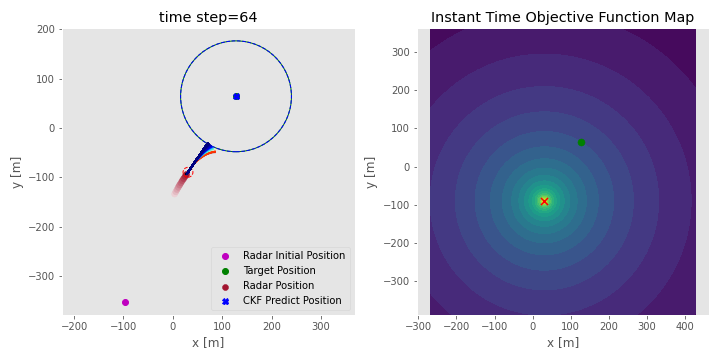 time step=64
200
100
0
−100
−200
−300
y [m]
−200
−100
0
100
200
300
x [m]
Radar Initial Position
Target Position
Radar Position
CKF Predict Position
Instant Time Objective Function Map
300
200
100
0
−100
−200
−300
y [m]
−300
−200
−100
0
100
200
300
400
x [m]